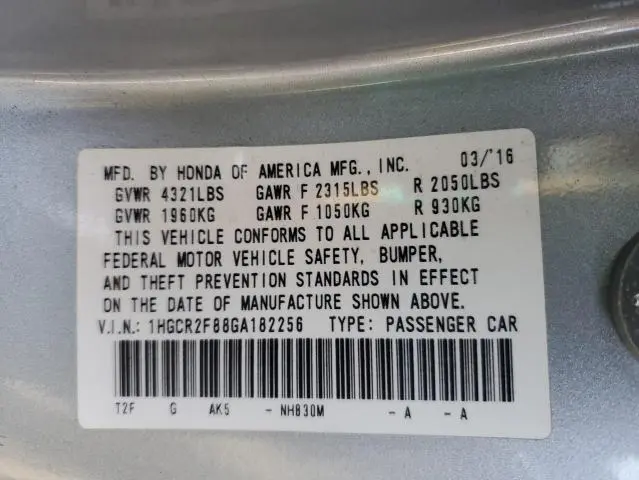 MFD. BY HONDA OF AMERICA MFG., INC. 03/'16
GVWR 4321LBS GAWR F 2315LBS R 2050LBS
GVWR 1960KG GAWR F 1050KG R 930KG
THIS VEHICLE CONFORMS TO ALL APPLICABLE
FEDERAL MOTOR VEHICLE SAFETY, BUMPER,
AND THEFT PREVENTION STANDARDS IN EFFECT
ON THE DATE OF MANUFACTURE SHOWN ABOVE.
V.I.N.: 1HGCR2F88GA182256 TYPE: PASSENGER CAR
T2F G AK5 - NH830M - A - A